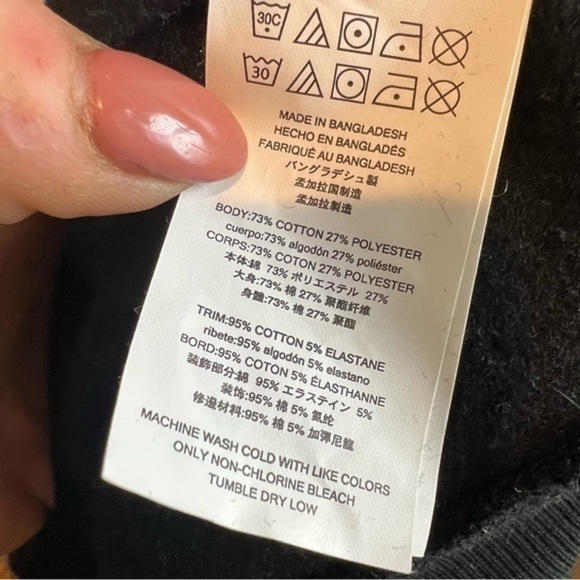 30C
30
MADE IN BANGLADESH
HECHO EN BANGLADÉS
FABRIQUÉ AU BANGLADESH
バングラデシュ製
孟加拉国制造
孟加拉製造
BODY:73% COTTON 27% POLYESTER
cuerpo:73% algodón 27% poliéster
CORPS:73% COTON 27% POLYESTER
本体:綿 73% ポリエステル 27%
大身:73% 棉 27% 聚酯纤维
身體:73% 棉 27% 聚酯
TRIM:95% COTTON 5% ELASTANE
ribete:95% algodón 5% elastano
BORD:95% COTON 5% ÉLASTHANNE
装飾部分:綿 95% エラステイン 5%
装饰:95% 棉 5% 氨纶
修邊材料:95% 棉 5% 加彈尼龍
MACHINE WASH COLD WITH LIKE COLORS
ONLY NON-CHLORINE BLEACH
TUMBLE DRY LOW